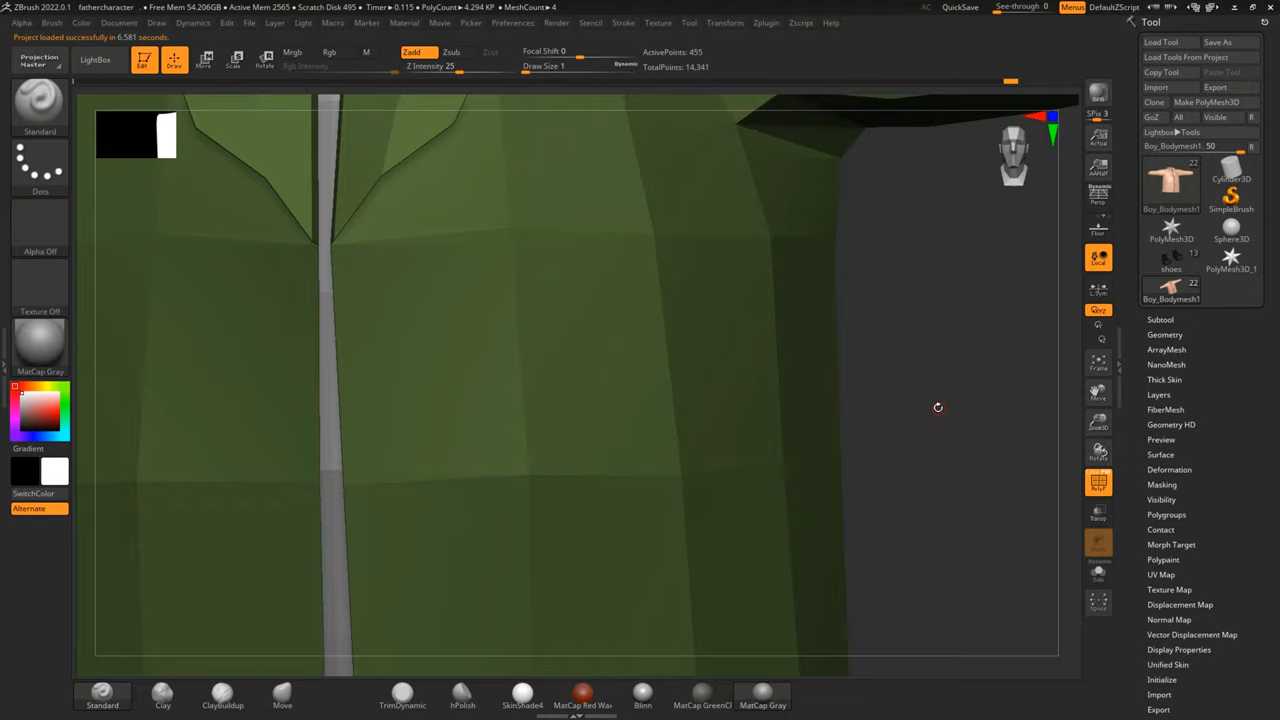 ZBrush 2022.0.1
fathercharacter.
• Free Mem 54.206GB • Active Mem 2565 • Scratch Disk 495 • Timer▸0.115 • PolyCount▸4.294 KP • MeshCount▸4
AC
QuickSave
See-through 0
Menus
DefaultZScript
Alpha
Brush
Color
Document
Draw
Dynamics
Edit
File
Layer
Light
Macro
Marker
Material
Movie
Picker
Preferences
Render
Stencil
Stroke
Texture
Tool
Transform
Zplugin
Zscript
Help
Project loaded successfully in 6.581 seconds.
Projection
Master
LightBox
Edit
Draw
Move
Scale
Rotate
Mrgb
Rgb
M
Rgb Intensity
Zadd
Zsub
Zcut
Z Intensity 25
Focal Shift 0
Draw Size 1
Dynamic
ActivePoints: 455
TotalPoints: 14,341
Standard
Dots
Alpha Off
Texture Off
MatCap Gray
Gradient
SwitchColor
Alternate
BPR
SPix 3
Actual
AAHalf
Dynamic
Persp
Floor
Local
L.Sym
Frame
Move
Zoom3D
Rotate
PolyF
Transp
Dynamic
Solo
Xpose
Tool
Load Tool
Save As
Load Tools From Project
Copy Tool
Paste Tool
Import
Export
Clone
Make PolyMesh3D
GoZ
All
Visible
R
Lightbox▸Tools
Boy_Bodymesh1. 50
R
22
Boy_Bodymesh1
Cylinder3D
SimpleBrush
PolyMesh3D
Sphere3D
13
shoes
PolyMesh3D_1
22
Boy_Bodymesh1
Subtool
Geometry
ArrayMesh
NanoMesh
Thick Skin
Layers
FiberMesh
Geometry HD
Preview
Surface
Deformation
Masking
Visibility
Polygroups
Contact
Morph Target
Polypaint
UV Map
Texture Map
Displacement Map
Normal Map
Vector Displacement Map
Display Properties
Unified Skin
Initialize
Import
Export
Standard
Clay
ClayBuildup
Move
TrimDynamic
hPolish
SkinShade4
MatCap Red Wax
Blinn
MatCap GreenCl
MatCap Gray